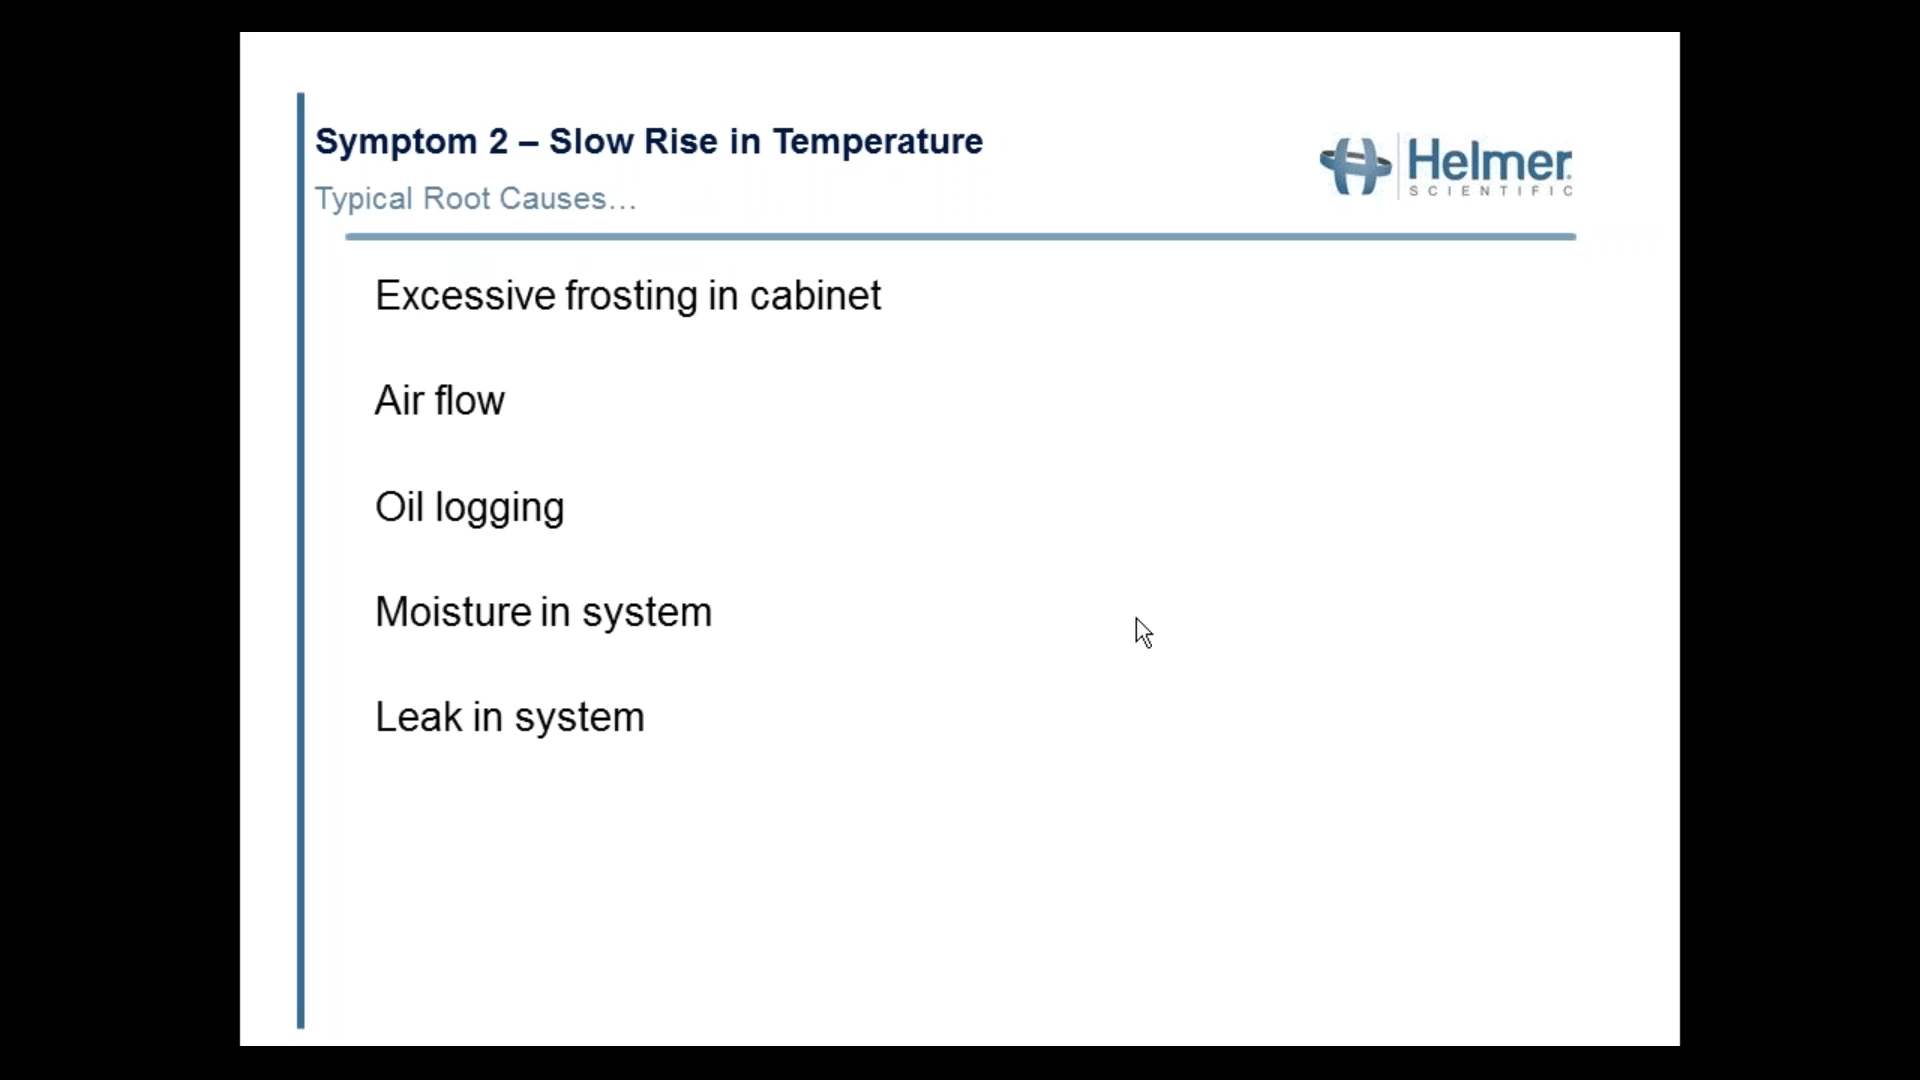 Symptom 2 – Slow Rise in Temperature
Typical Root Causes…
Helmer
SCIENTIFIC
Excessive frosting in cabinet
Air flow
Oil logging
Moisture in system
Leak in system